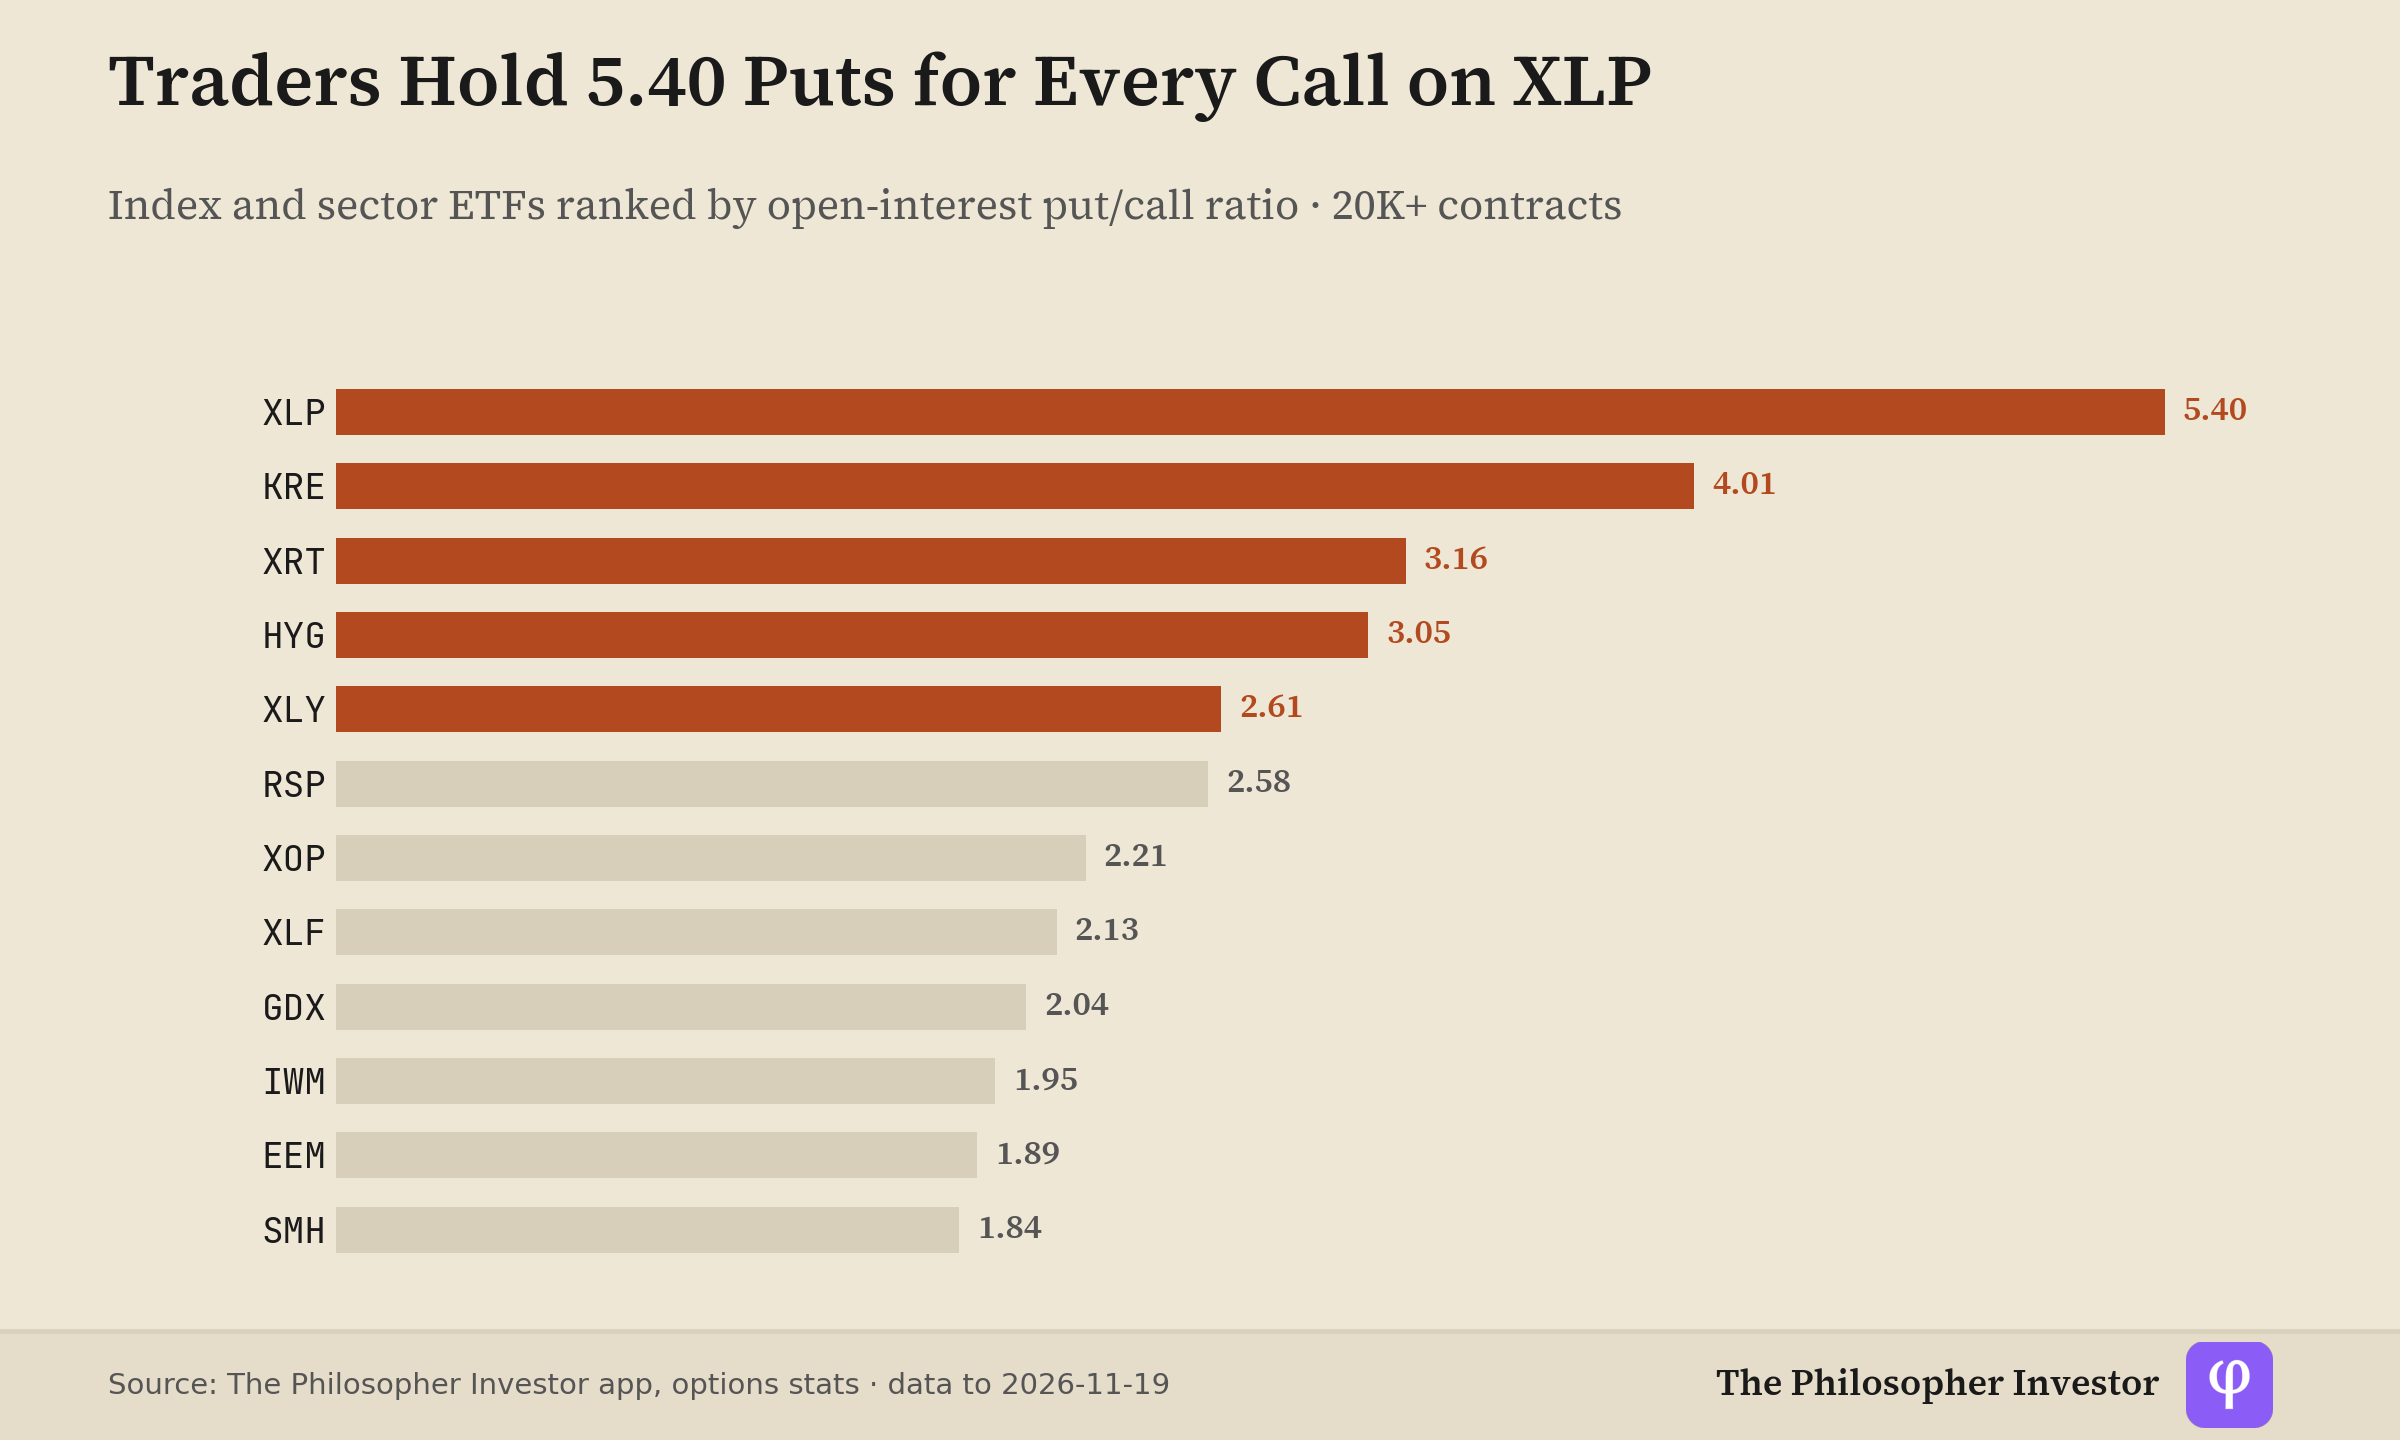 Traders Hold 5.40 Puts for Every Call on XLP
Index and sector ETFs ranked by open-interest put/call ratio · 20K+ contracts
XLP 5.40
KRE 4.01
XRT 3.16
HYG 3.05
XLY 2.61
RSP 2.58
XOP 2.21
XLF 2.13
GDX 2.04
IWM 1.95
EEM 1.89
SMH 1.84
Source: The Philosopher Investor app, options stats · data to 2026-11-19
The Philosopher Investor φ